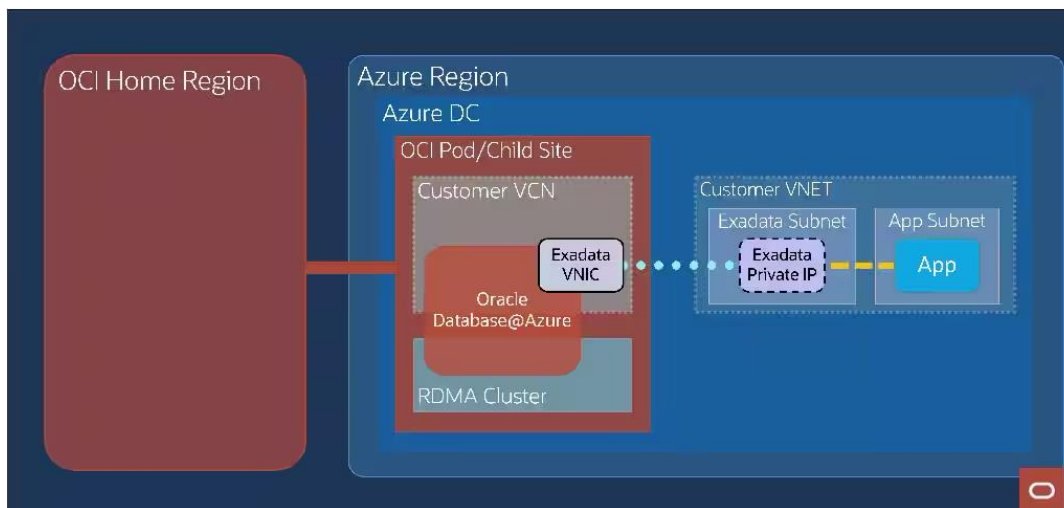 OCI Home Region
Azure Region
Azure DC
OCI Pod/Child Site
Customer VCN
Exadata
VNIC
Oracle
Database@Azure
RDMA Cluster
Customer VNET
Exadata Subnet
Exadata
Private IP
App Subnet
App